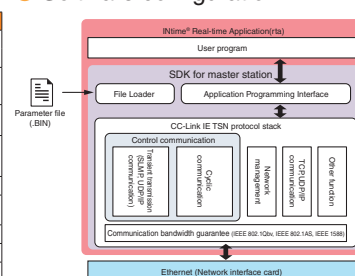 INtime® Real-time Application(rta)
User program
SDK for master station
File Loader
Application Programming Interface
Parameter file
(.BIN)
CC-Link IE TSN protocol stack
Control communication
Transient transmission
(SLMP, UDP/IP
communication)
Cyclic
communication
Network
management
TCP,UDP/IP
communication
Other function
Communication bandwidth guarantee (IEEE 802.1Qbv, IEEE 802.1AS, IEEE 1588)
Ethernet (Network interface card)